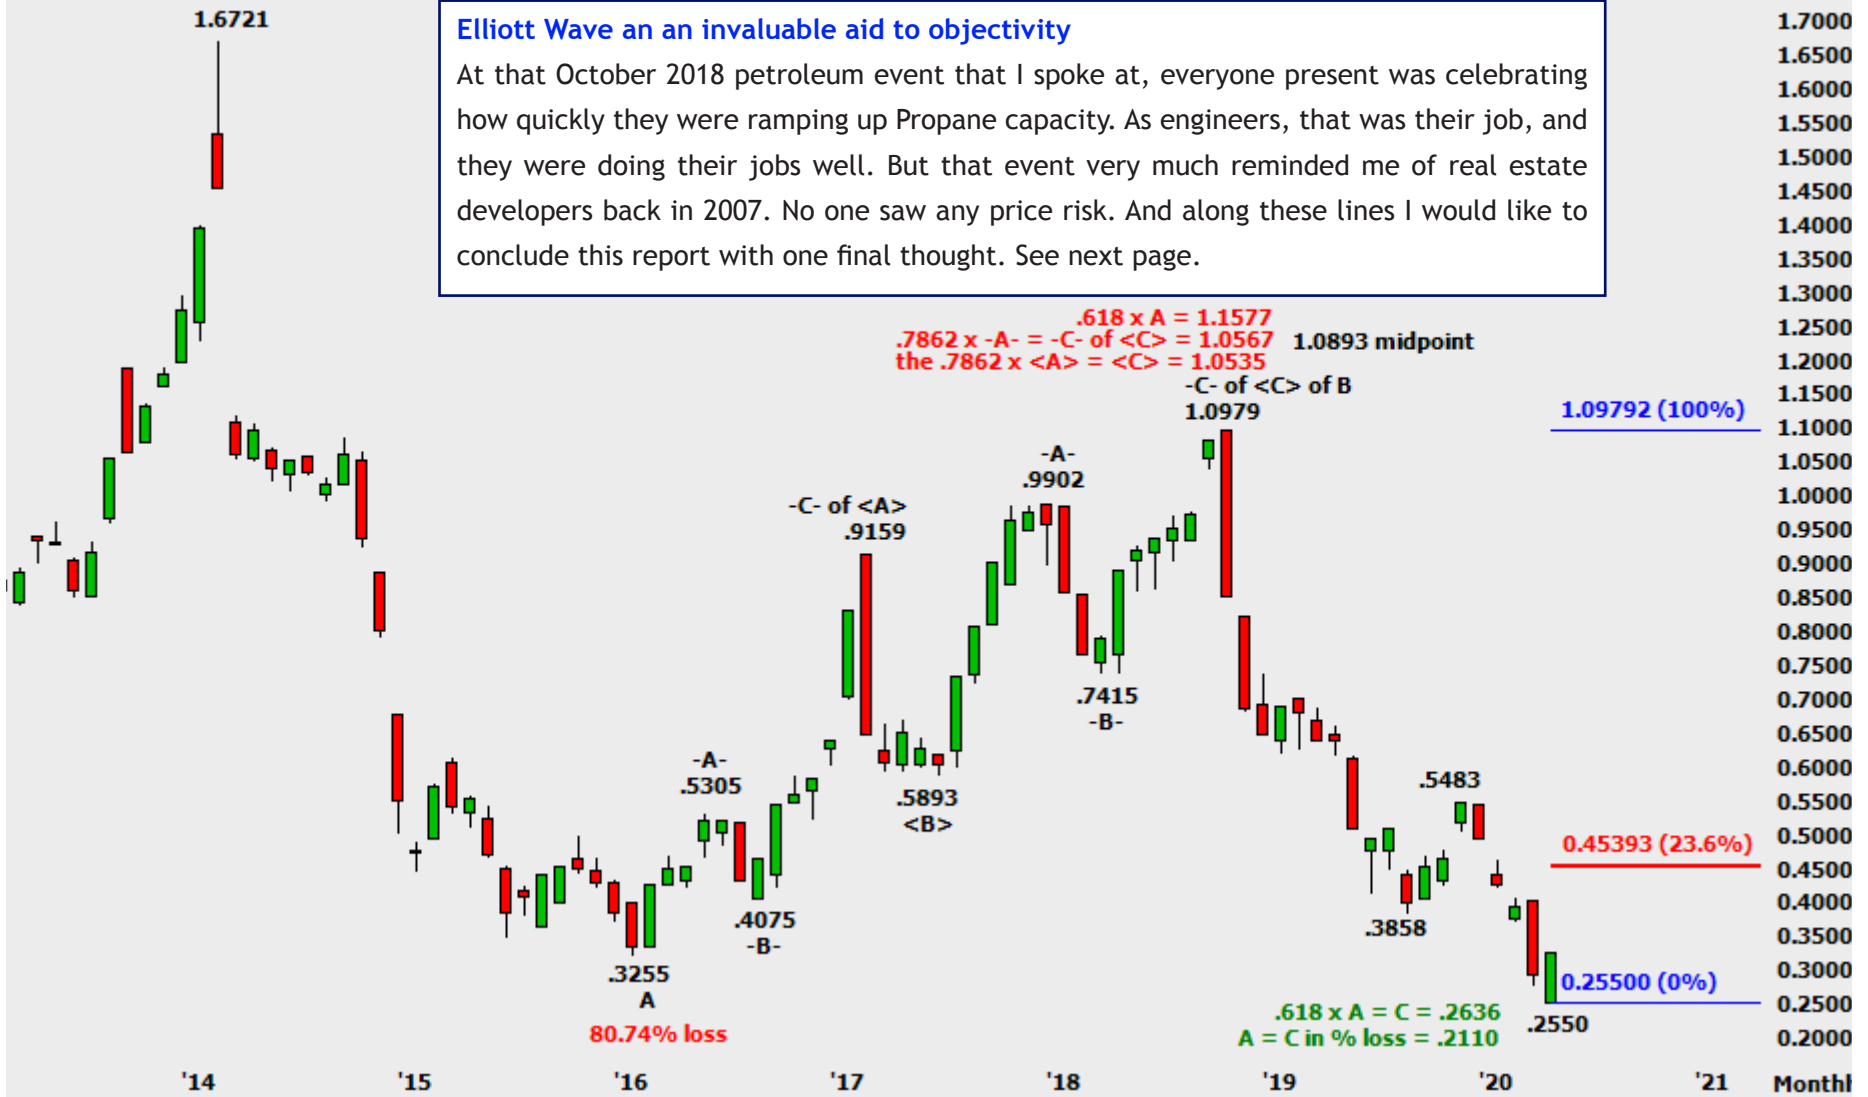 1.6721
Elliott Wave an an invaluable aid to objectivity
At that October 2018 petroleum event that I spoke at, everyone present was celebrating
how quickly they were ramping up Propane capacity. As engineers, that was their job, and
they were doing their jobs well. But that event very much reminded me of real estate
developers back in 2007. No one saw any price risk. And along these lines I would like to
conclude this report with one final thought. See next page.
.618 x A = 1.1577
.7862 x -A- = -C- of <C> = 1.0567
the .7862 x <A> = <C> = 1.0535
1.0893 midpoint
-C- of <C> of B
1.0979
-A-
.9902
-C- of <A>
.9159
.7415
-B-
-A-
.5305
.5893
<B>
.4075
-B-
.3255
A
80.74% loss
.5483
.3858
.618 x A = C = .2636
A = C in % loss = .2110
.2550
1.09792 (100%)
0.45393 (23.6%)
0.25500 (0%)
1.7000
1.6500
1.6000
1.5500
1.5000
1.4500
1.4000
1.3500
1.3000
1.2500
1.2000
1.1500
1.1000
1.0500
1.0000
0.9500
0.9000
0.8500
0.8000
0.7500
0.7000
0.6500
0.6000
0.5500
0.5000
0.4500
0.4000
0.3500
0.3000
0.2500
0.2000
'14 '15 '16 '17 '18 '19 '20 '21